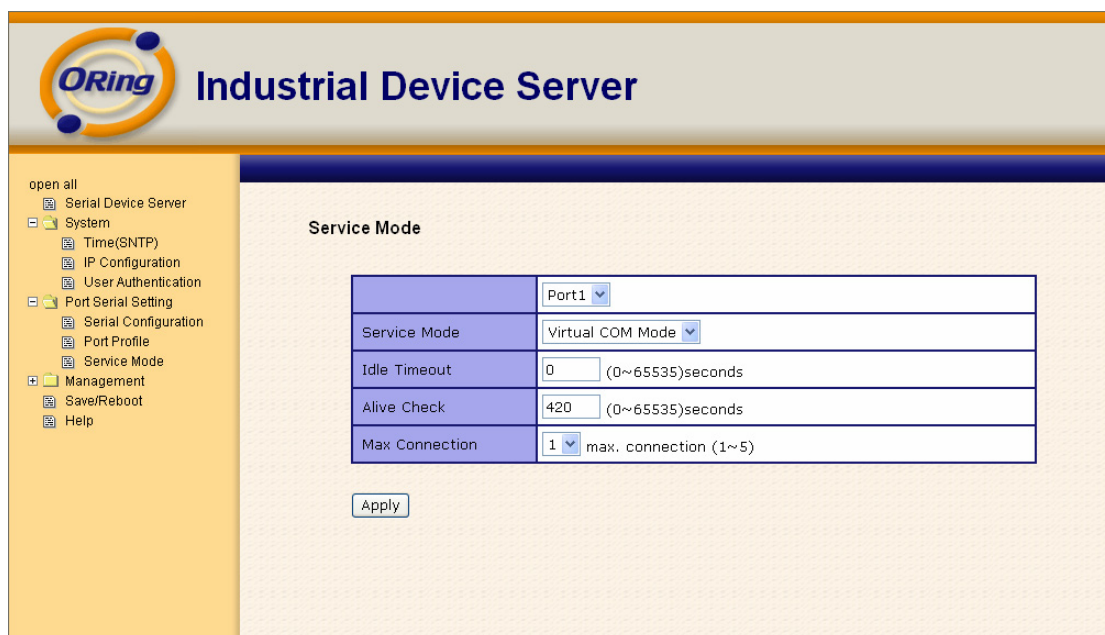 ORing
Industrial Device Server
open all
Serial Device Server
System
Time(SNTP)
IP Configuration
User Authentication
Port Serial Setting
Serial Configuration
Port Profile
Service Mode
Management
Save/Reboot
Help
Service Mode
Port1
Service Mode Virtual COM Mode
Idle Timeout 0 (0~65535)seconds
Alive Check 420 (0~65535)seconds
Max Connection 1 max. connection (1~5)
Apply